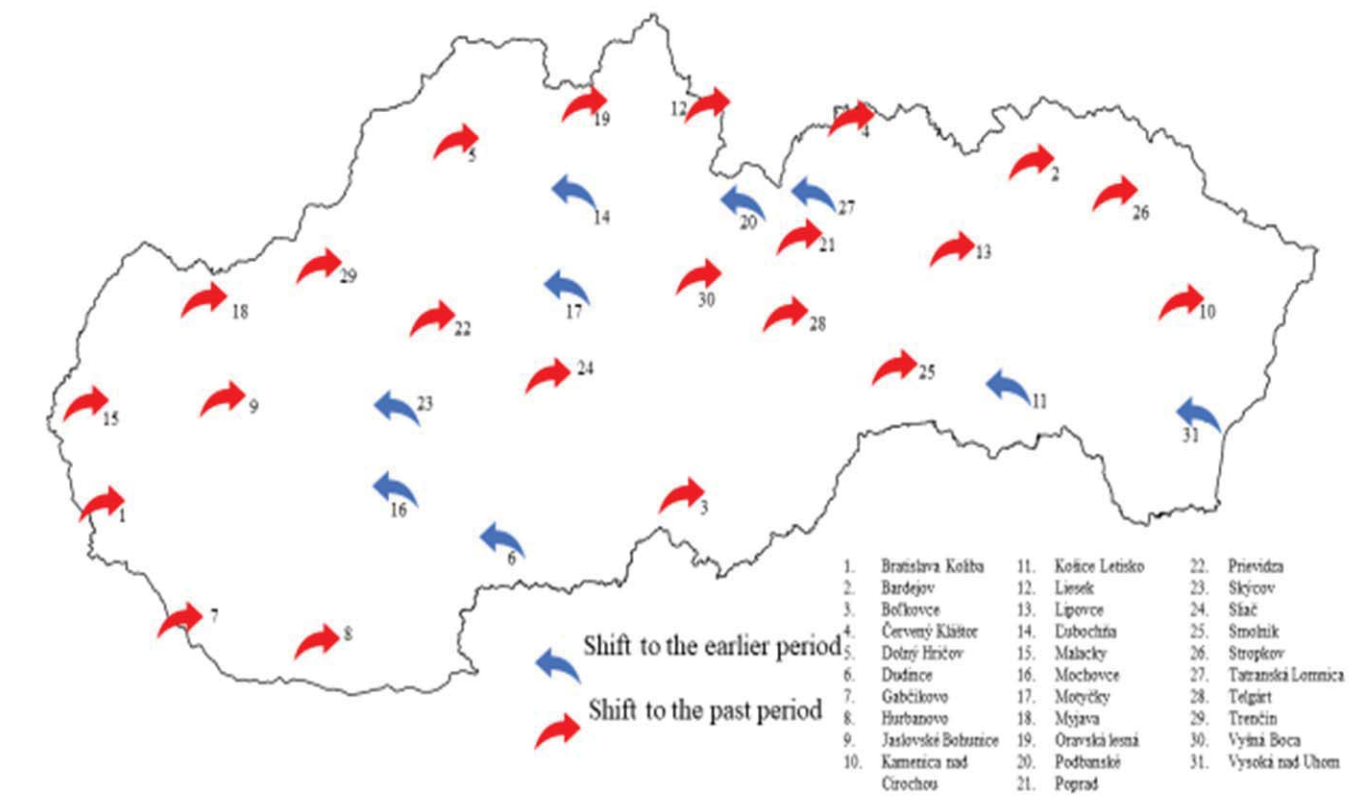 19
12
4
5
2
14
20
27
26
21
13
29
18
17
30
10
22
28
24
25
15
9
23
11
31
1
16
3
6
7
8
Shift to the earlier period
Shift to the past period
1. Bratislava Koliba
2. Bardejov
3. Boľkovce
4. Červený Kláštor
5. Dolný Hričov
6. Dudince
7. Gabčíkovo
8. Hurbanovo
9. Jaslovské Bohunice
10. Kamenica nad
Cirochou
11. Košice Letisko
12. Liesek
13. Lipovce
14. Ľubochňa
15. Malacky
16. Mochovce
17. Motyčky
18. Myjava
19. Oravská lesná
20. Podbanské
21. Poprad
22. Prievidza
23. Skýcov
24. Sliač
25. Smolník
26. Stropkov
27. Tatranská Lomnica
28. Telgárt
29. Trenčín
30. Vyšná Boca
31. Vysoká nad Uhom